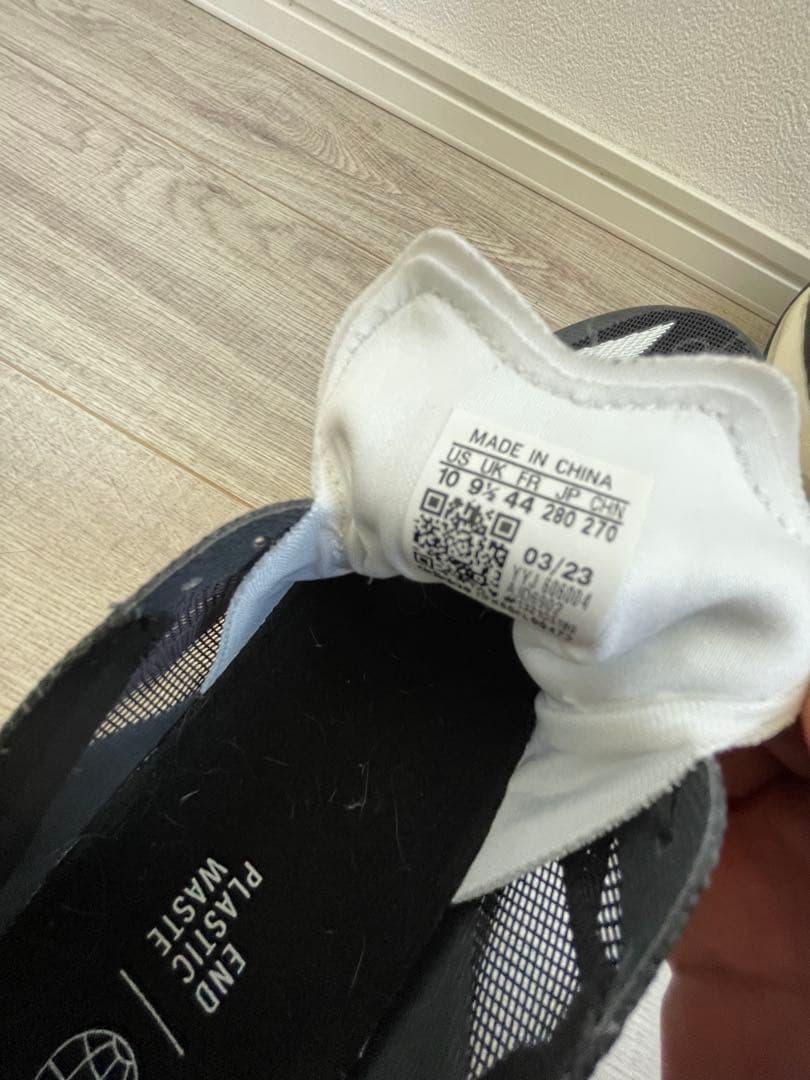 MADE IN CHINA
US UK FR JP CHN
10 9½ 44 280 270
03/23
END
PLASTIC
WASTE